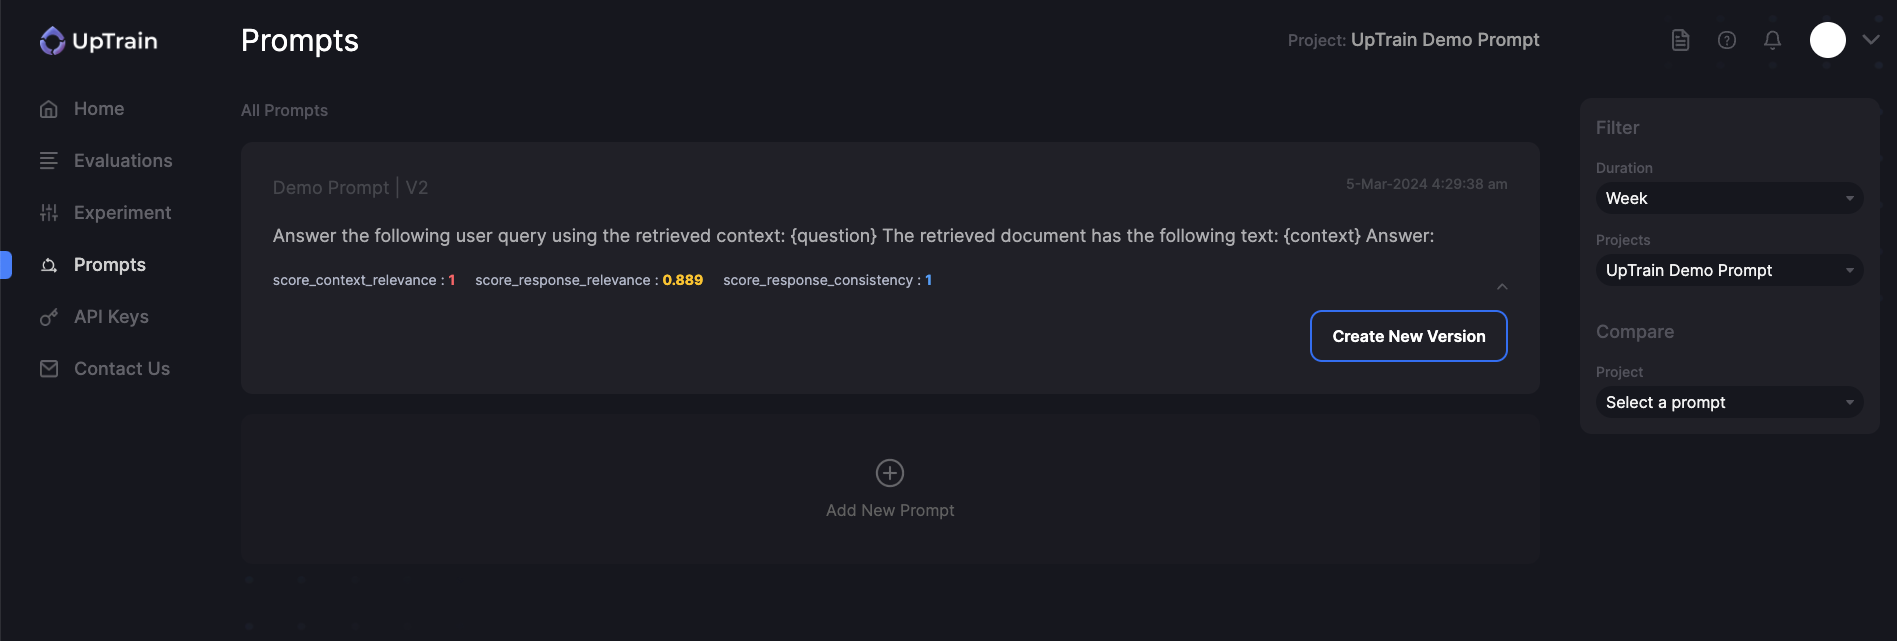 UpTrain
Prompts
Project: UpTrain Demo Prompt
Home
Evaluations
Experiment
Prompts
API Keys
Contact Us
All Prompts
Demo Prompt | V2
5-Mar-2024 4:29:38 am
Answer the following user query using the retrieved context: {question} The retrieved document has the following text: {context} Answer:
score_context_relevance : 1 score_response_relevance : 0.889 score_response_consistency : 1
Create New Version
Add New Prompt
Filter
Duration
Week
Projects
UpTrain Demo Prompt
Compare
Project
Select a prompt